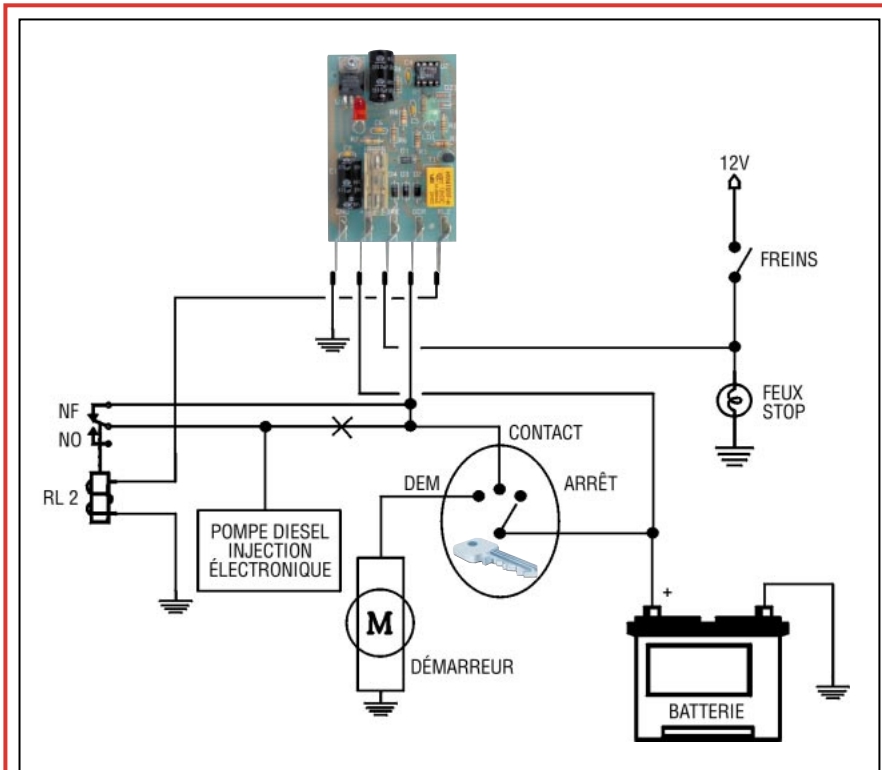 12V
FREINS
FEUX
STOP
NF
NO
RL 2
CONTACT
DEM
ARRÊT
POMPE DIESEL
INJECTION
ÉLECTRONIQUE
M
DÉMARREUR
+
BATTERIE